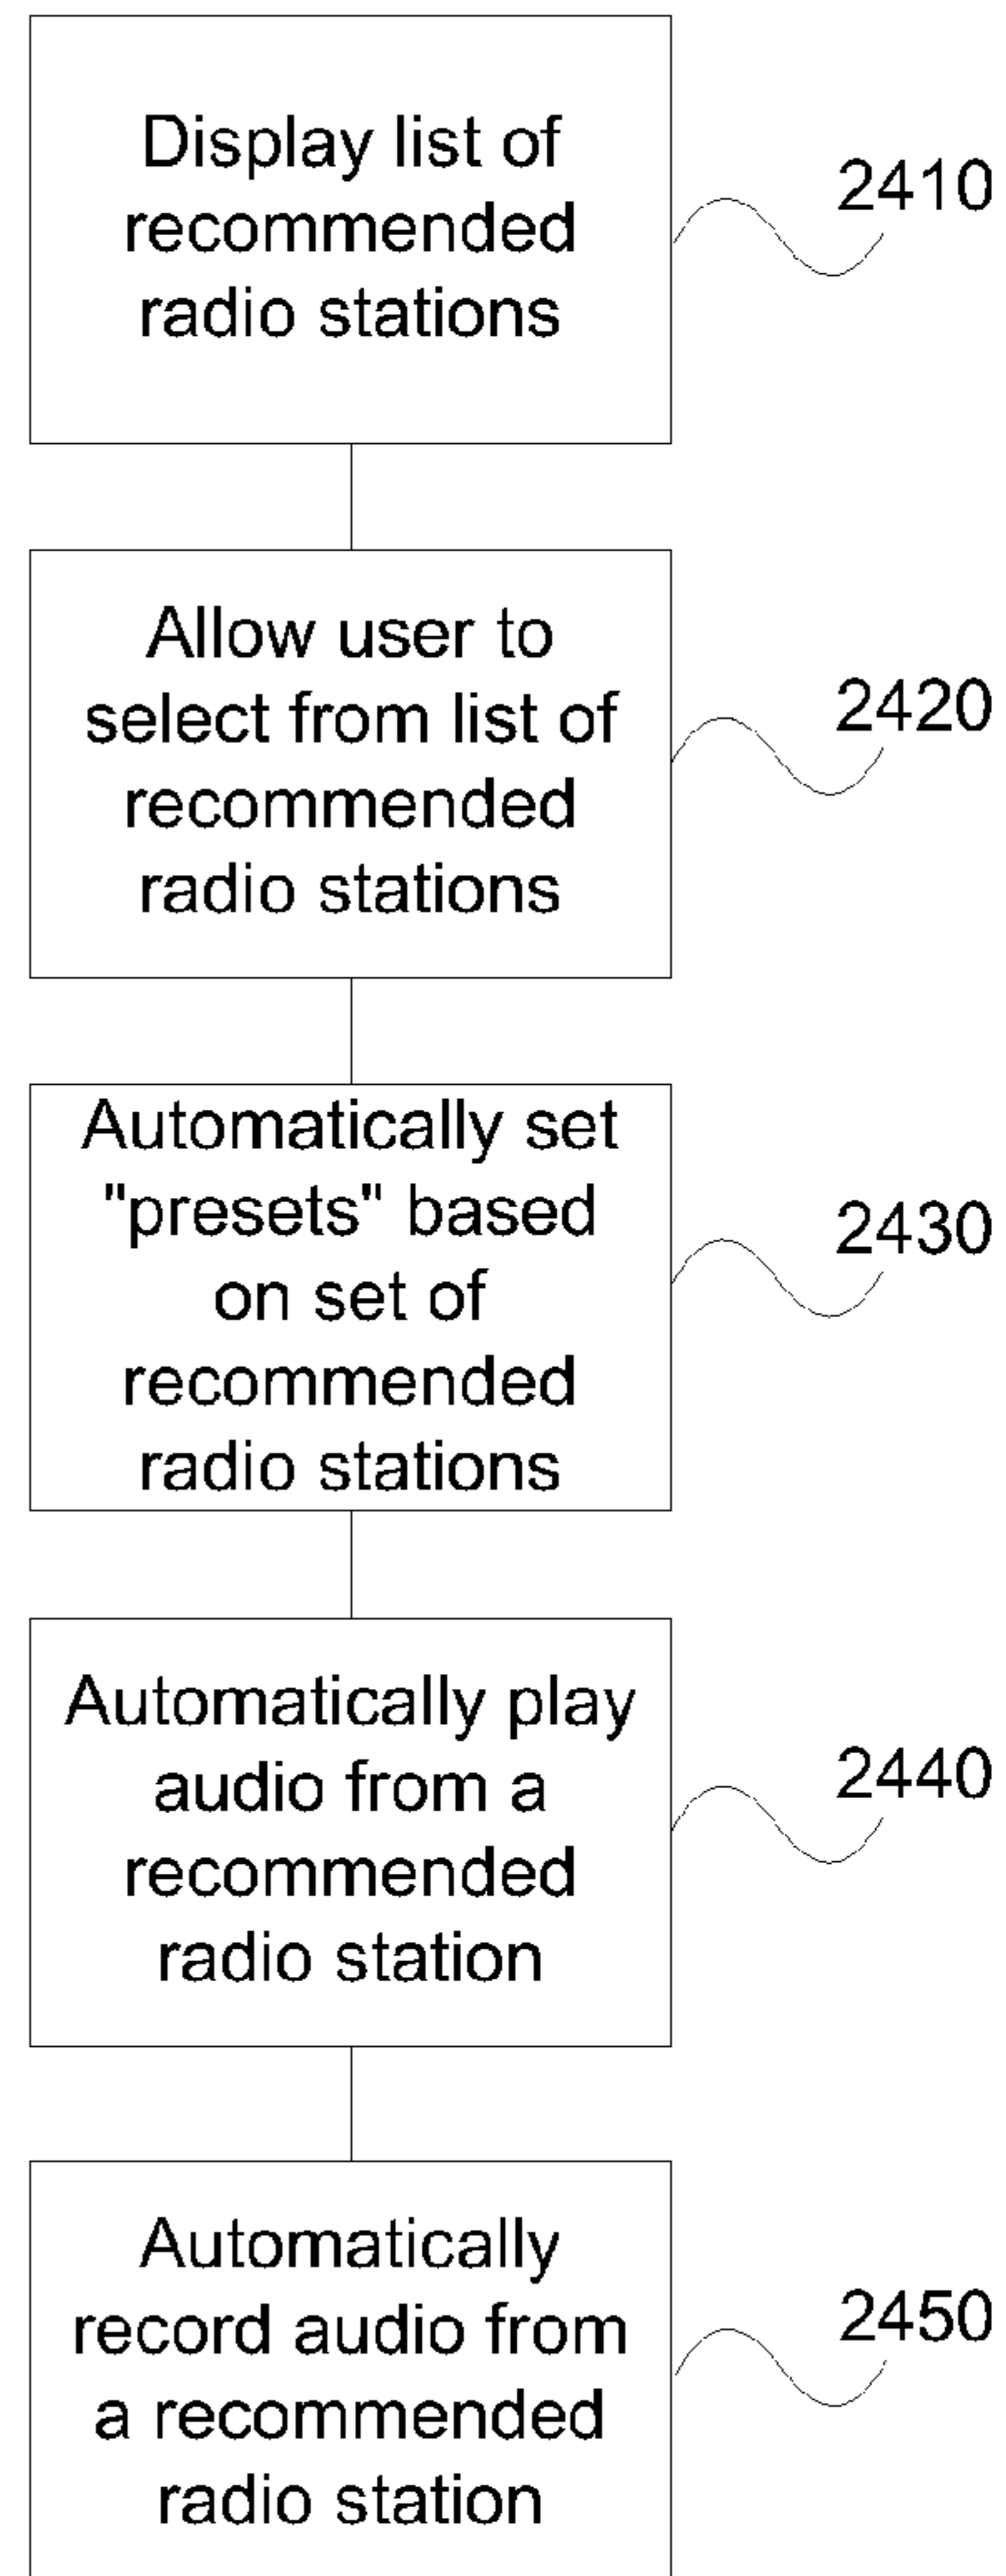 Display list of
recommended
radio stations
2410
Allow user to
select from list of
recommended
radio stations
2420
Automatically set
"presets" based
on set of
recommended
radio stations
2430
Automatically play
audio from a
recommended
radio station
2440
Automatically
record audio from
a recommended
radio station
2450